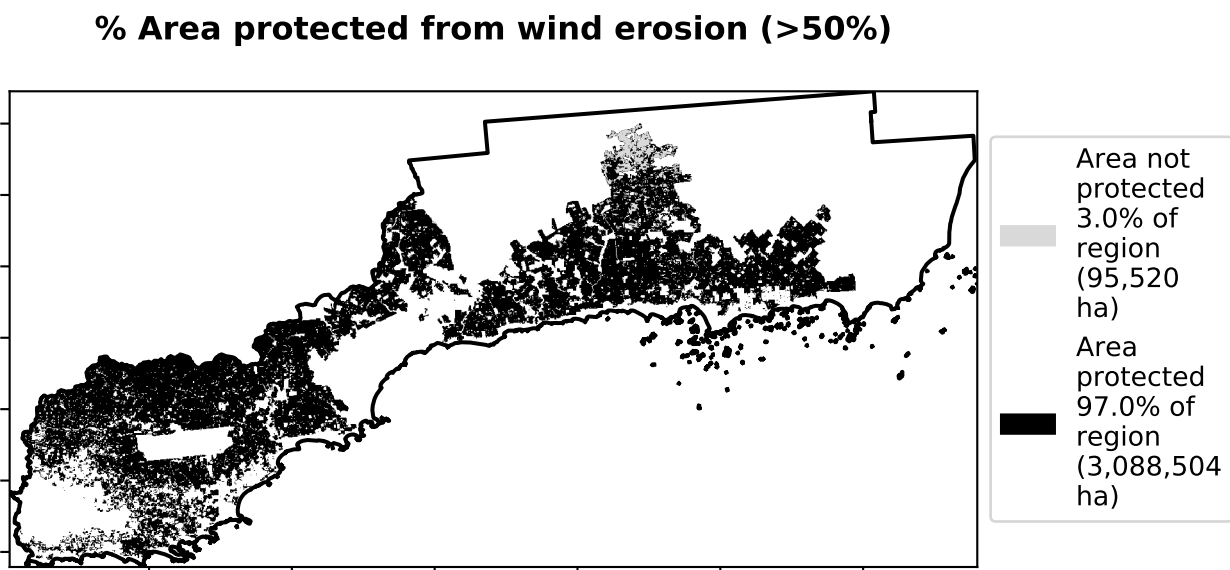 % Area protected from wind erosion (>50%)
Area not
protected
3.0% of
region
(95,520
ha)
Area
protected
97.0% of
region
(3,088,504
ha)